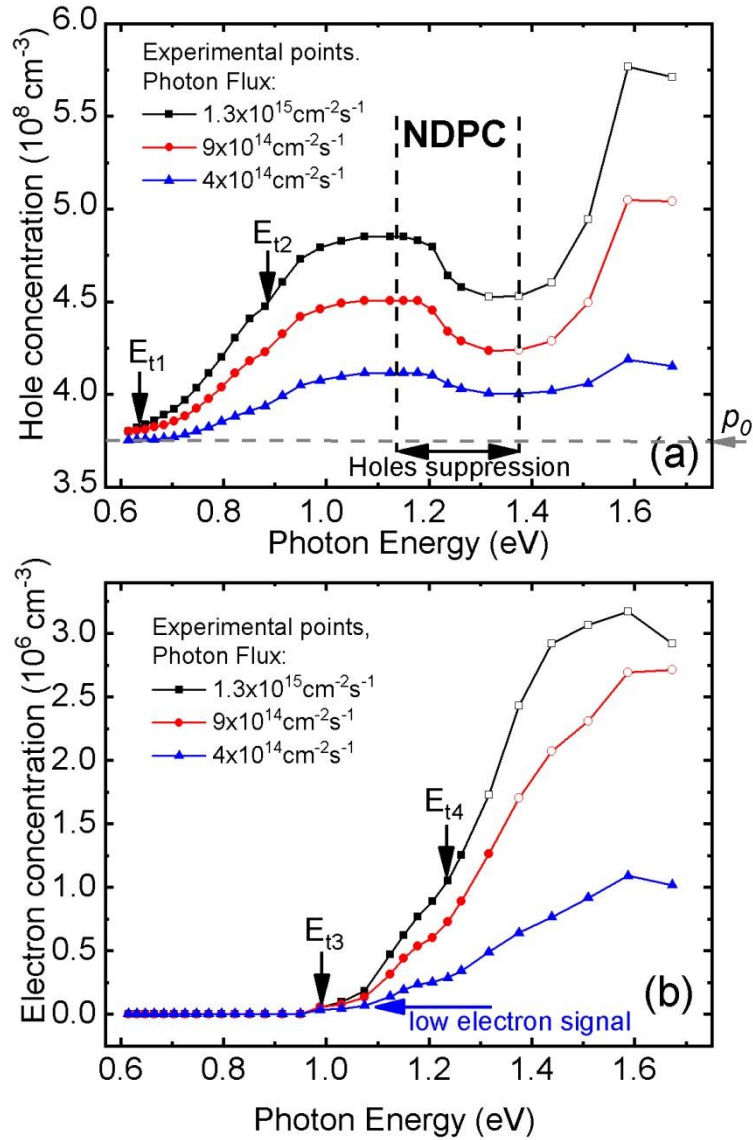 6.0
Experimental points.
Photon Flux:
1.3x10¹⁵cm⁻²s⁻¹
9x10¹⁴cm⁻²s⁻¹
4x10¹⁴cm⁻²s⁻¹
NDPC
5.5
5.0
4.5
4.0
3.5
Hole concentration (10⁸ cm⁻³)
Eₜ₁
Eₜ₂
p₀
Holes suppression
(a)
0.6 0.8 1.0 1.2 1.4 1.6
Photon Energy (eV)
Experimental points,
Photon Flux:
1.3x10¹⁵cm⁻²s⁻¹
9x10¹⁴cm⁻²s⁻¹
4x10¹⁴cm⁻²s⁻¹
3.0
2.5
2.0
1.5
1.0
0.5
0.0
Electron concentration (10⁶ cm⁻³)
Eₜ₄
Eₜ₃
low electron signal
(b)
0.6 0.8 1.0 1.2 1.4 1.6
Photon Energy (eV)